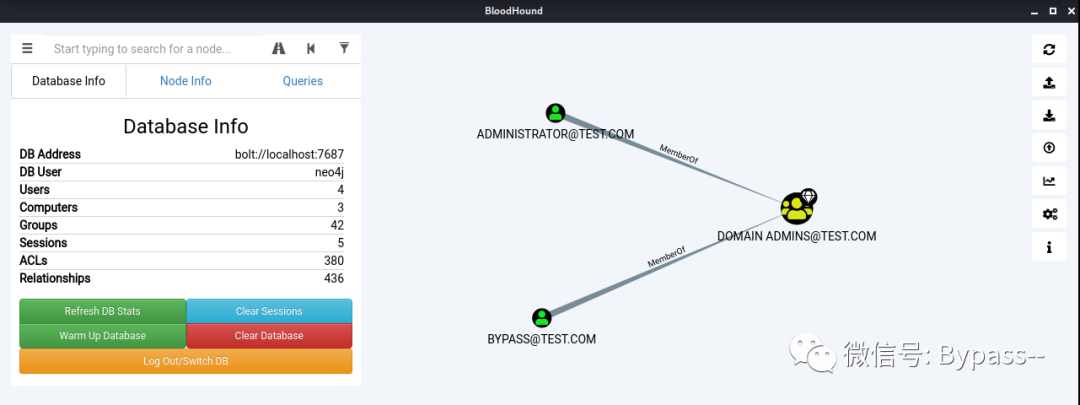 BloodHound
Start typing to search for a node...
Database Info Node Info Queries
Database Info
DB Address bolt://localhost:7687
DB User neo4j
Users 4
Computers 3
Groups 42
Sessions 5
ACLs 380
Relationships 436
Refresh DB Stats Clear Sessions
Warm Up Database Clear Database
Log Out/Switch DB
ADMINISTRATOR@TEST.COM
MemberOf
DOMAIN ADMINS@TEST.COM
MemberOf
BYPASS@TEST.COM
微信号: Bypass--